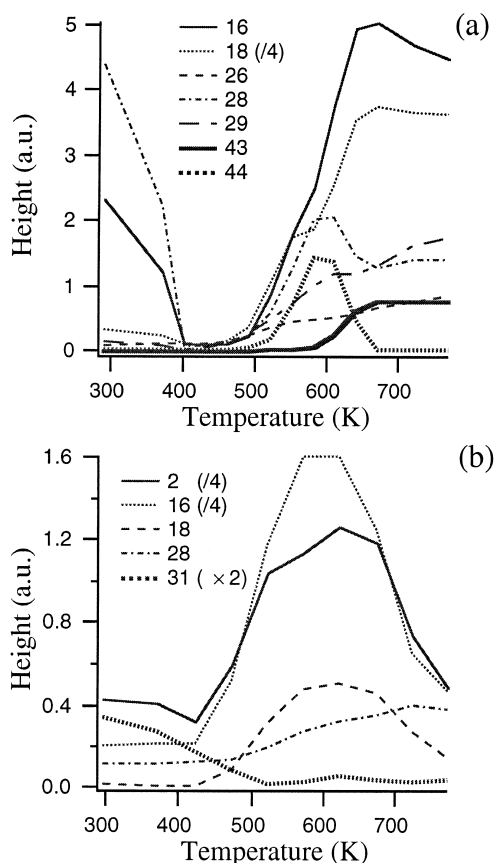 (a)
5
4
3
2
1
0
Height (a.u.)
16
18 (/4)
26
28
29
43
44
300 400 500 600 700
Temperature (K)
(b)
1.6
1.2
0.8
0.4
0.0
Height (a.u.)
2 (/4)
16 (/4)
18
28
31 ( ×2)
300 400 500 600 700
Temperature (K)